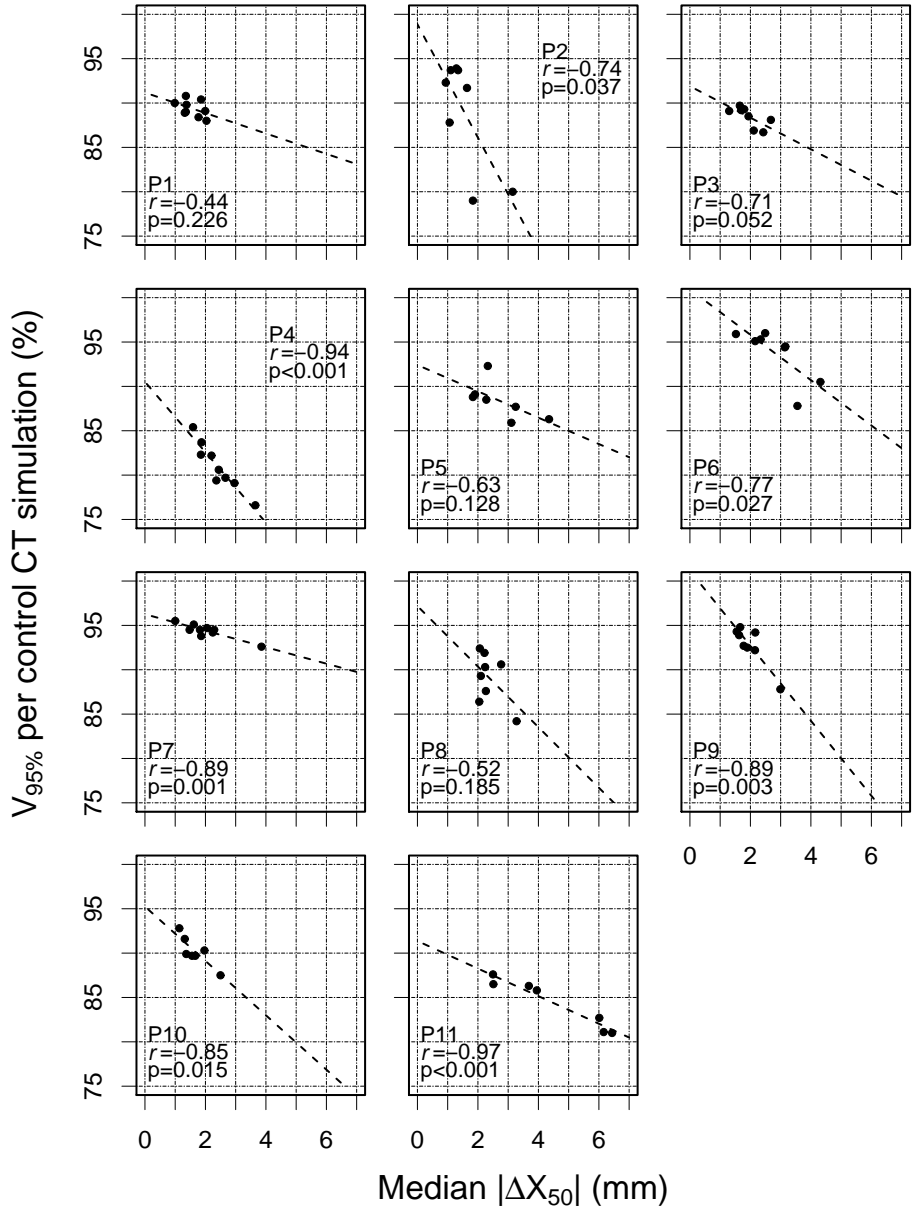 V95% per control CT simulation (%)
95
85
75
P1
r=−0.44
p=0.226
P2
r=−0.74
p=0.037
P3
r=−0.71
p=0.052
95
85
75
P4
r=−0.94
p<0.001
P5
r=−0.63
p=0.128
P6
r=−0.77
p=0.027
95
85
75
P7
r=−0.89
p=0.001
P8
r=−0.52
p=0.185
P9
r=−0.89
p=0.003
0 2 4 6
95
85
75
P10
r=−0.85
p=0.015
P11
r=−0.97
p<0.001
0 2 4 6
0 2 4 6
Median |ΔX50| (mm)